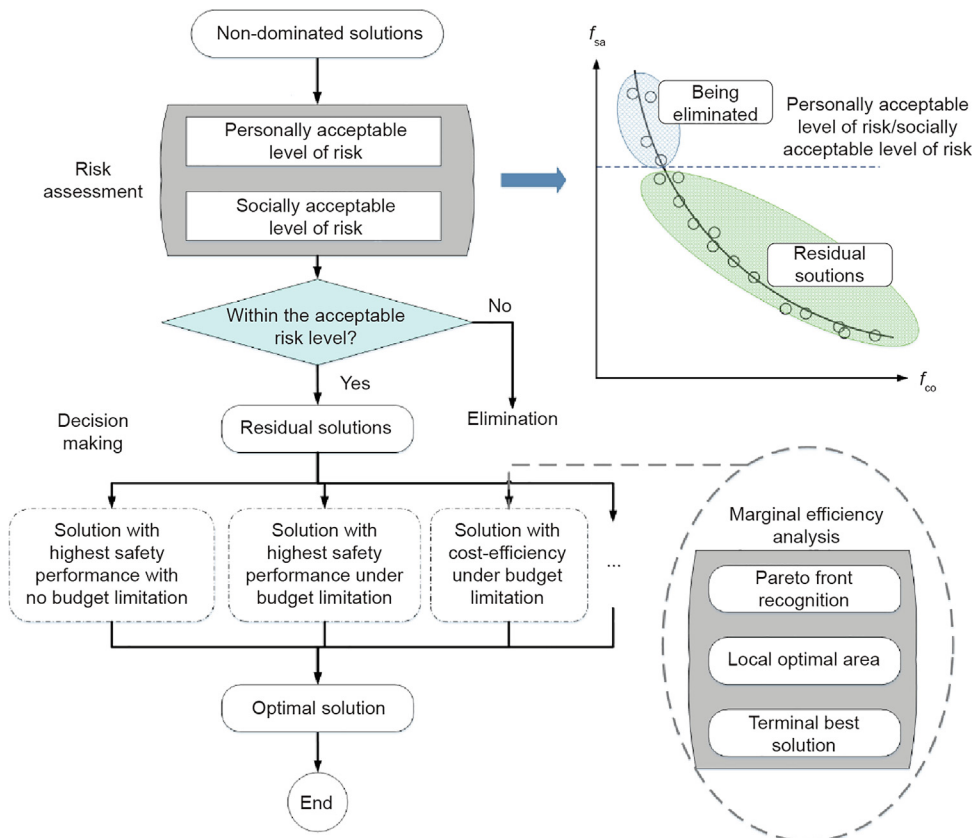 Non-dominated solutions
Risk
assessment
Personally acceptable
level of risk
Socially acceptable
level of risk
Within the acceptable
risk level?
No
Yes
Elimination
Decision
making
Residual solutions
Solution with
highest safety
performance with
no budget limitation
Solution with
highest safety
performance under
budget limitation
Solution with
cost-efficiency
under budget
limitation
...
Optimal solution
End
fsa
Being
eliminated
Personally acceptable
level of risk/socially
acceptable level of risk
Residual
soutions
fco
Marginal efficiency
analysis
Pareto front
recognition
Local optimal area
Terminal best
solution